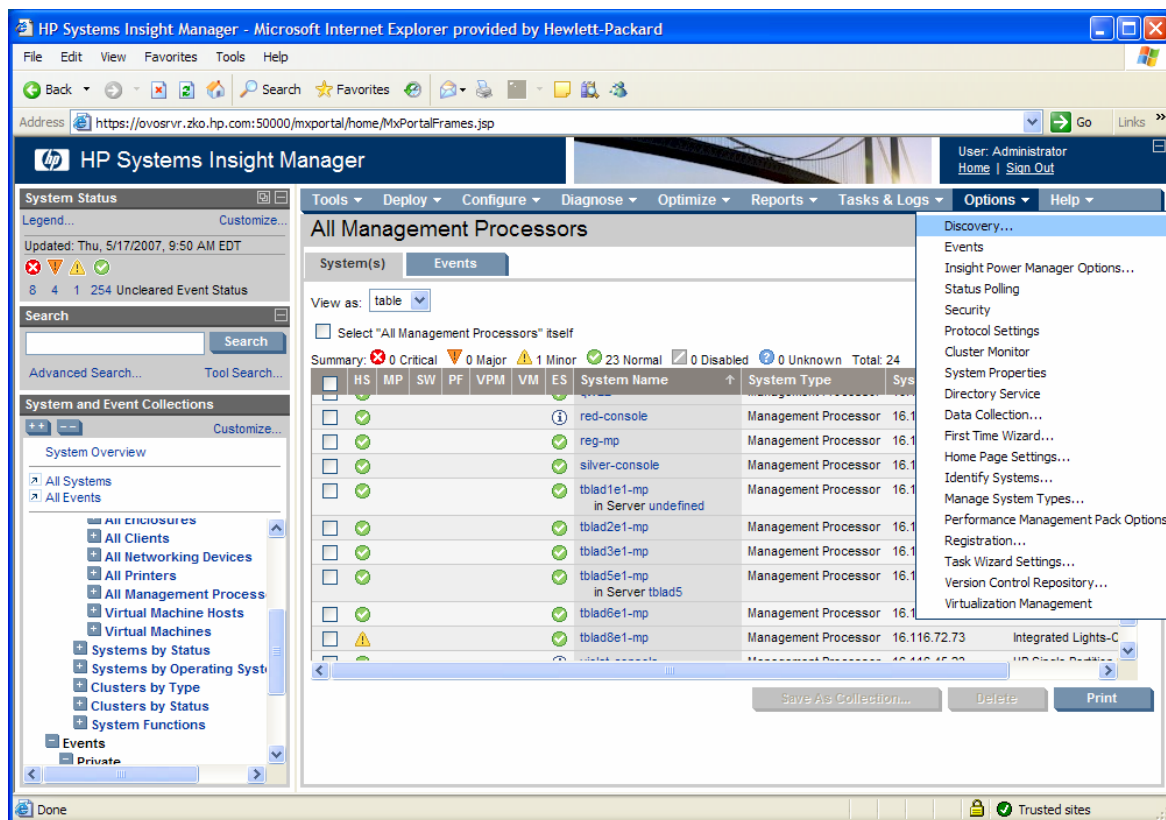 HP Systems Insight Manager - Microsoft Internet Explorer provided by Hewlett-Packard
File Edit View Favorites Tools Help
Back Search Favorites
Address https://ovosrvr.zko.hp.com:50000/mxportal/home/MxPortalFrames.jsp Go Links »
hp HP Systems Insight Manager
User: Administrator
Home | Sign Out
System Status
Legend... Customize...
Updated: Thu, 5/17/2007, 9:50 AM EDT
8 4 1 254 Uncleared Event Status
Search
Search
Advanced Search... Tool Search...
System and Event Collections
Customize...
System Overview
All Systems
All Events
All Enclosures
All Clients
All Networking Devices
All Printers
All Management Process
Virtual Machine Hosts
Virtual Machines
Systems by Status
Systems by Operating Syst
Clusters by Type
Clusters by Status
System Functions
Events
Private
Tools Deploy Configure Diagnose Optimize Reports Tasks & Logs Options Help
All Management Processors
System(s) Events
View as: table
Select "All Management Processors" itself
Summary: 0 Critical 0 Major 1 Minor 23 Normal 0 Disabled 0 Unknown Total: 24
HS MP SW PF VPM VM ES System Name System Type Sys
red-console Management Processor 16.1
reg-mp Management Processor 16.1
silver-console Management Processor 16.1
tblad1e1-mp Management Processor 16.1
in Server undefined
tblad2e1-mp Management Processor 16.1
tblad3e1-mp Management Processor 16.1
tblad5e1-mp Management Processor 16.1
in Server tblad5
tblad6e1-mp Management Processor 16.1
tblad8e1-mp Management Processor 16.116.72.73 Integrated Lights-O
Save As Collection... Delete Print
Discovery...
Events
Insight Power Manager Options...
Status Polling
Security
Protocol Settings
Cluster Monitor
System Properties
Directory Service
Data Collection...
First Time Wizard...
Home Page Settings...
Identify Systems...
Manage System Types...
Performance Management Pack Options
Registration...
Task Wizard Settings...
Version Control Repository...
Virtualization Management
Done Trusted sites